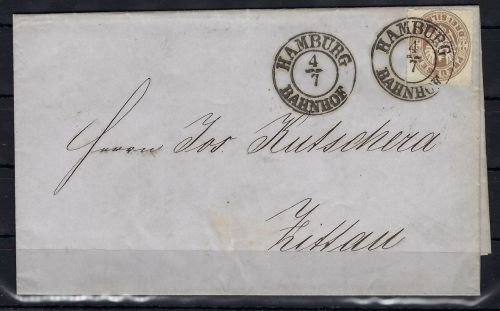 HAMBURG
4/7
BAHNHOF
HAMBURG
4/7
BAHNHOF
Herrn Jos. Kutschera
Zittau